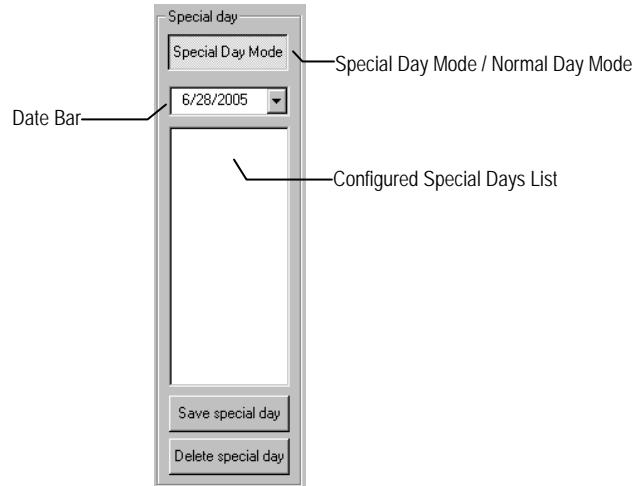 Special day
Special Day Mode
Special Day Mode / Normal Day Mode
6/28/2005
Date Bar
Configured Special Days List
Save special day
Delete special day